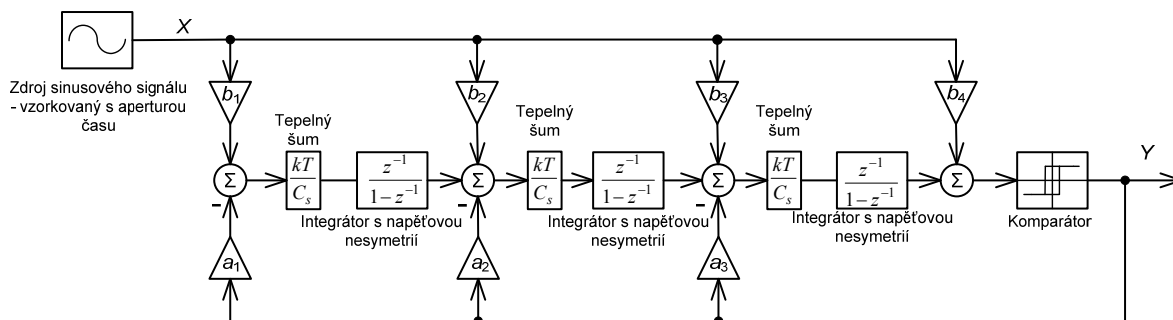 X
Zdroj sinusového signálu
- vzorkovaný s aperturou
času
b1
b2
b3
b4
Tepelný
šum
Tepelný
šum
Tepelný
šum
Y
Σ
kT
Cs
z⁻¹
1-z⁻¹
Σ
kT
Cs
z⁻¹
1-z⁻¹
Σ
kT
Cs
z⁻¹
1-z⁻¹
Σ
-
-
-
Integrátor s napěťovou
nesymetrií
Integrátor s napěťovou
nesymetrií
Integrátor s napěťovou
nesymetrií
Komparátor
a1
a2
a3